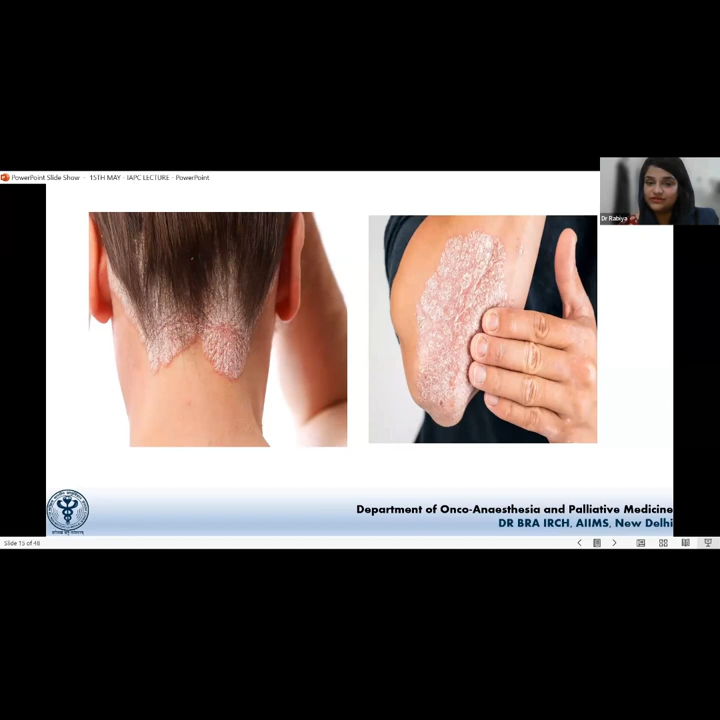 PowerPoint Slide Show - 15TH MAY - IAPC LECTURE - PowerPoint
Dr Rabiya
Department of Onco-Anaesthesia and Palliative Medicine
DR BRA IRCH, AIIMS, New Delhi
Slide 15 of 48